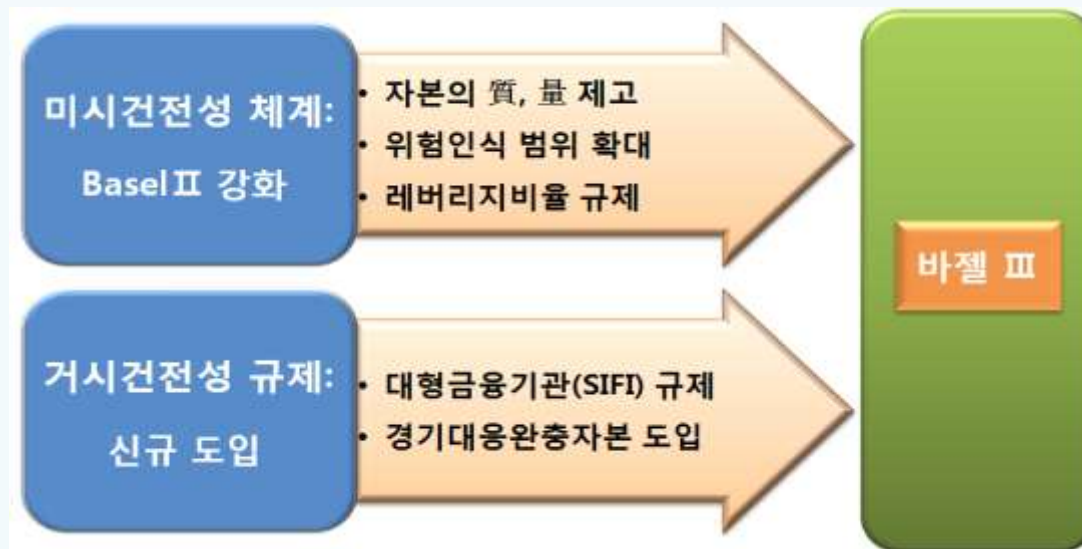 미시건전성 체계:
BaselⅡ 강화
• 자본의 質, 量 제고
• 위험인식 범위 확대
• 레버리지비율 규제
거시건전성 규제:
신규 도입
• 대형금융기관(SIFI) 규제
• 경기대응완충자본 도입
바젤 Ⅲ